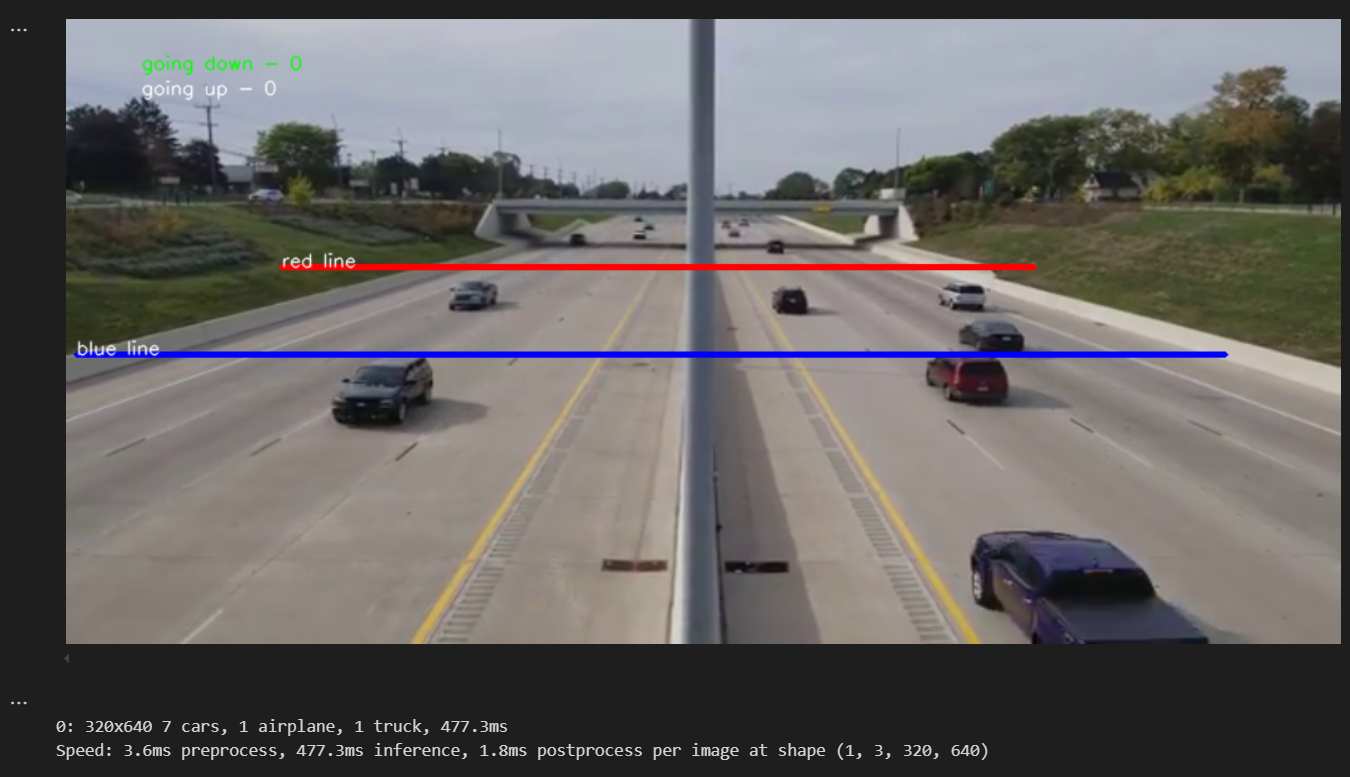 ...
going down - 0
going up - 0
red line
blue line
...
0: 320x640 7 cars, 1 airplane, 1 truck, 477.3ms
Speed: 3.6ms preprocess, 477.3ms inference, 1.8ms postprocess per image at shape (1, 3, 320, 640)